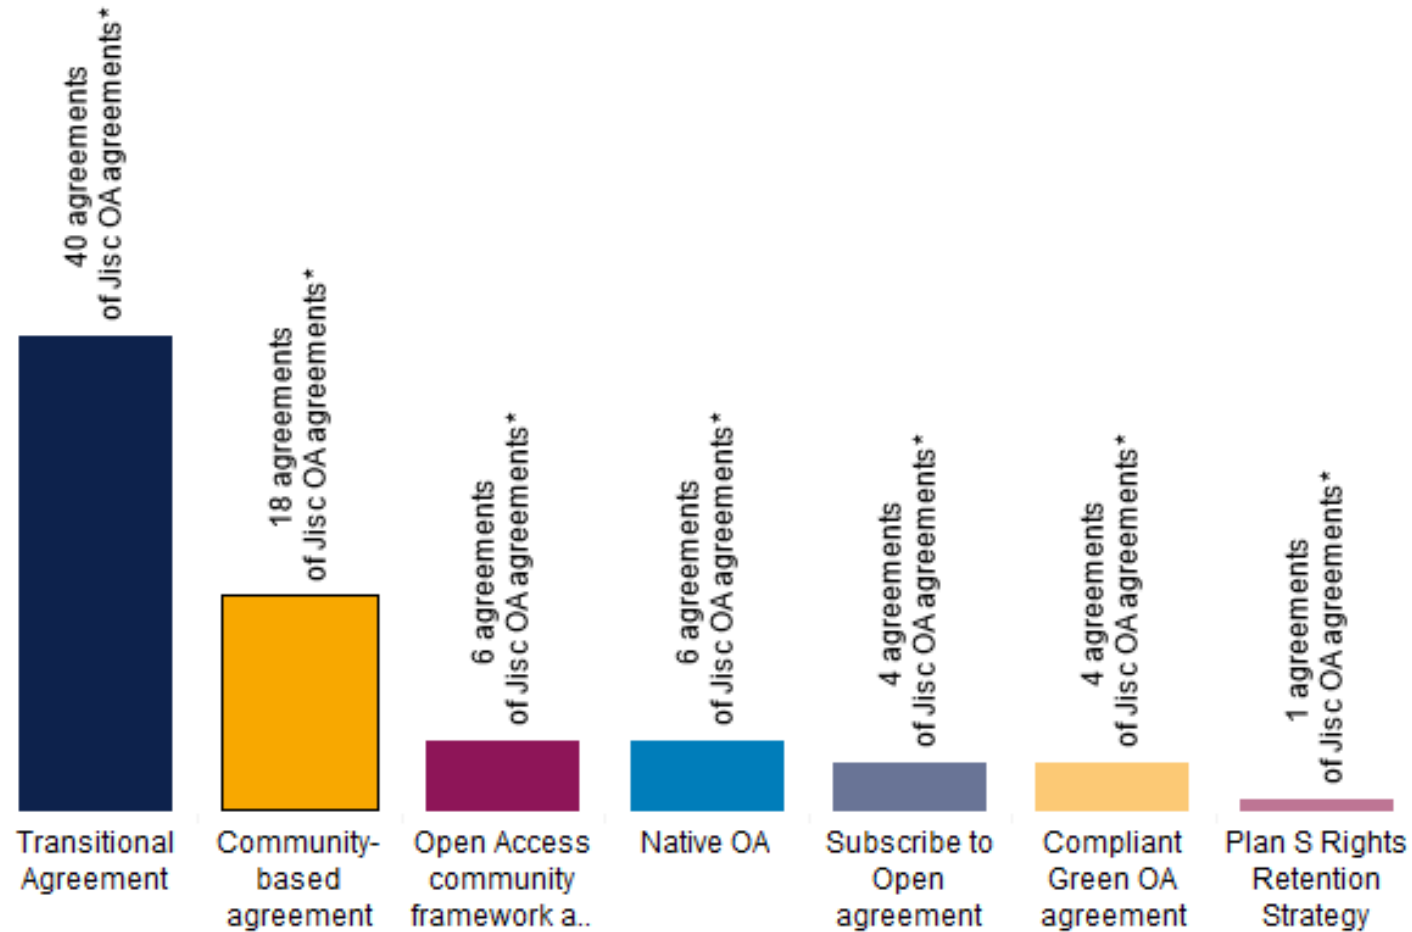 40 agreements
of Jisc OA agreements*
18 agreements
of Jisc OA agreements*
6 agreements
of Jisc OA agreements*
6 agreements
of Jisc OA agreements*
4 agreements
of Jisc OA agreements*
4 agreements
of Jisc OA agreements*
1 agreements
of Jisc OA agreements*
Transitional
Agreement
Community-
based
agreement
Open Access
community
framework a..
Native OA
Subscribe to
Open
agreement
Compliant
Green OA
agreement
Plan S Rights
Retention
Strategy